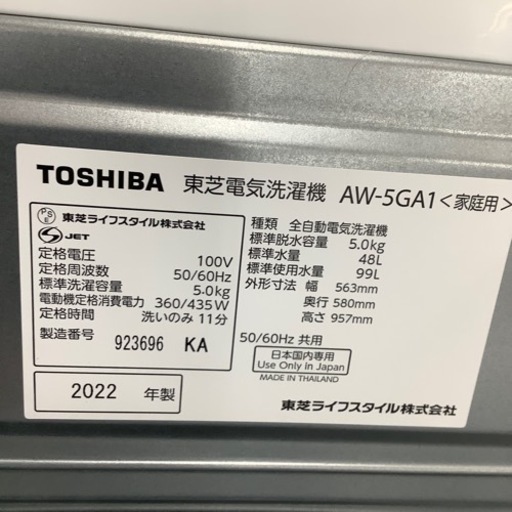 TOSHIBA 東芝電気洗濯機 AW-5GA1<家庭用>
PSE 東芝ライフスタイル株式会社
S JET
定格電圧 100V
定格周波数 50/60Hz
標準洗濯容量 5.0kg
電動機定格消費電力 360/435W
定格時間 洗いのみ 11分
製造番号 923696 KA
2022 年製
種類 全自動電気洗濯機
標準脱水容量 5.0kg
標準水量 48L
標準使用水量 99L
外形寸法 幅 563mm
奥行 580mm
高さ 957mm
50/60Hz 共用
日本国内専用
Use Only in Japan
MADE IN THAILAND
東芝ライフスタイル株式会社